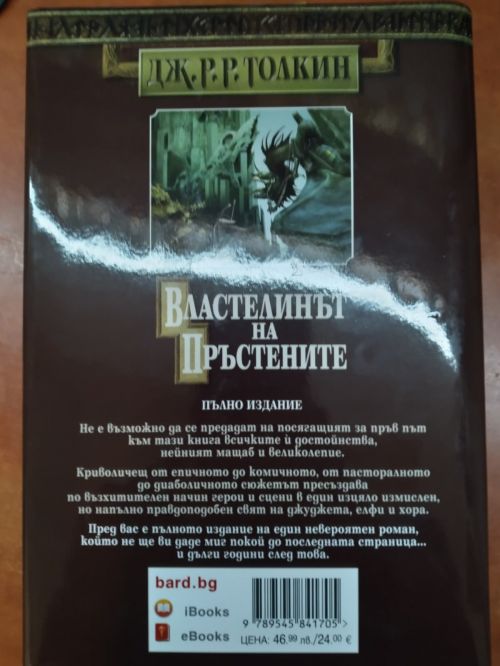 ДЖ.Р.Р.ТОЛКИН
ВЛАСТЕЛИНЪТ
НА
ПРЪСТЕНИТЕ
ПЪЛНО ИЗДАНИЕ
Не е възможно да се предадат на посягащият за пръв път
към тази книга всичките ѝ достойнства,
нейният мащаб и великолепие.
Криволичещ от епичното до комичното, от пасторалното
до диаболичното сюжетът пресъздава
по възхитителен начин герои и сцени в един изцяло измислен,
но напълно правдоподобен свят на джуджета, елфи и хора.
Пред вас е пълното издание на един невероятен роман,
който не ще ви даде миг покой до последната страница...
и дълги години след това.
bard.bg
iBooks
eBooks
9 789545 841705 >
ЦЕНА: 46.99 лв./24.00 €